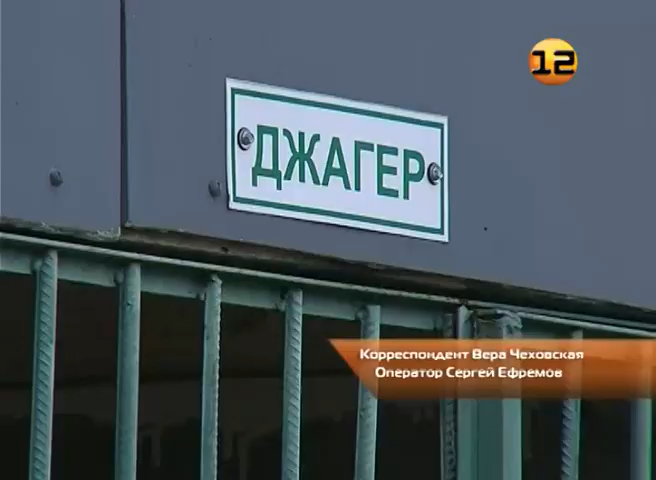 12
ДЖАГЕР
Корреспондент Вера Чеховская
Оператор Сергей Ефремов